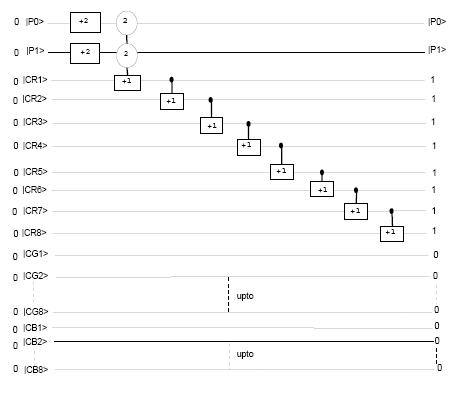 0 |P0> +2 2 |P0>
0 |P1> +2 2 |P1>
0 |CR1> +1 1
0 |CR2> +1 1
0 |CR3> +1 1
0 |CR4> +1 1
0 |CR5> +1 1
0 |CR6> +1 1
0 |CR7> +1 1
0 |CR8> +1 1
0 |CG1> 0
0 |CG2> 0
upto
0 |CG8> 0
0 |CB1> 0
0 |CB2> 0
upto
0 |CB8> 0